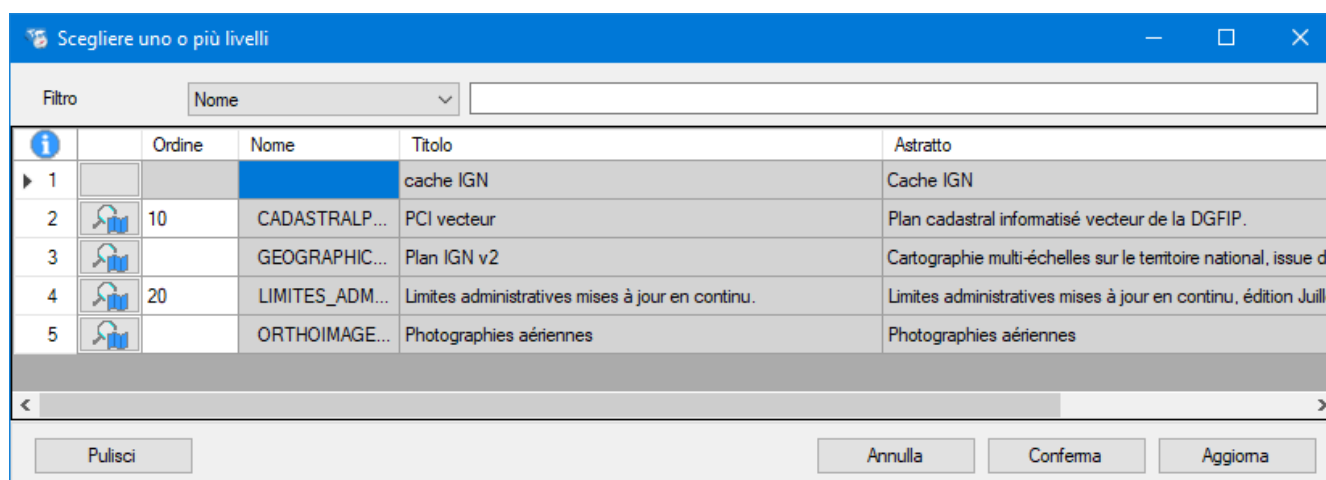 Scegliere uno o più livelli
Filtro Nome
Ordine Nome Titolo Astratto
1 cache IGN Cache IGN
2 10 CADASTRALP... PCI vecteur Plan cadastral informatisé vecteur de la DGFIP.
3 GEOGRAPHIC... Plan IGN v2 Cartographie multi-échelles sur le territoire national, issue d
4 20 LIMITES_ADM... Limites administratives mises à jour en continu. Limites administratives mises à jour en continu, édition Juill
5 ORTHOIMAGE... Photographies aériennes Photographies aériennes
Pulisci Annulla Conferma Aggiorna